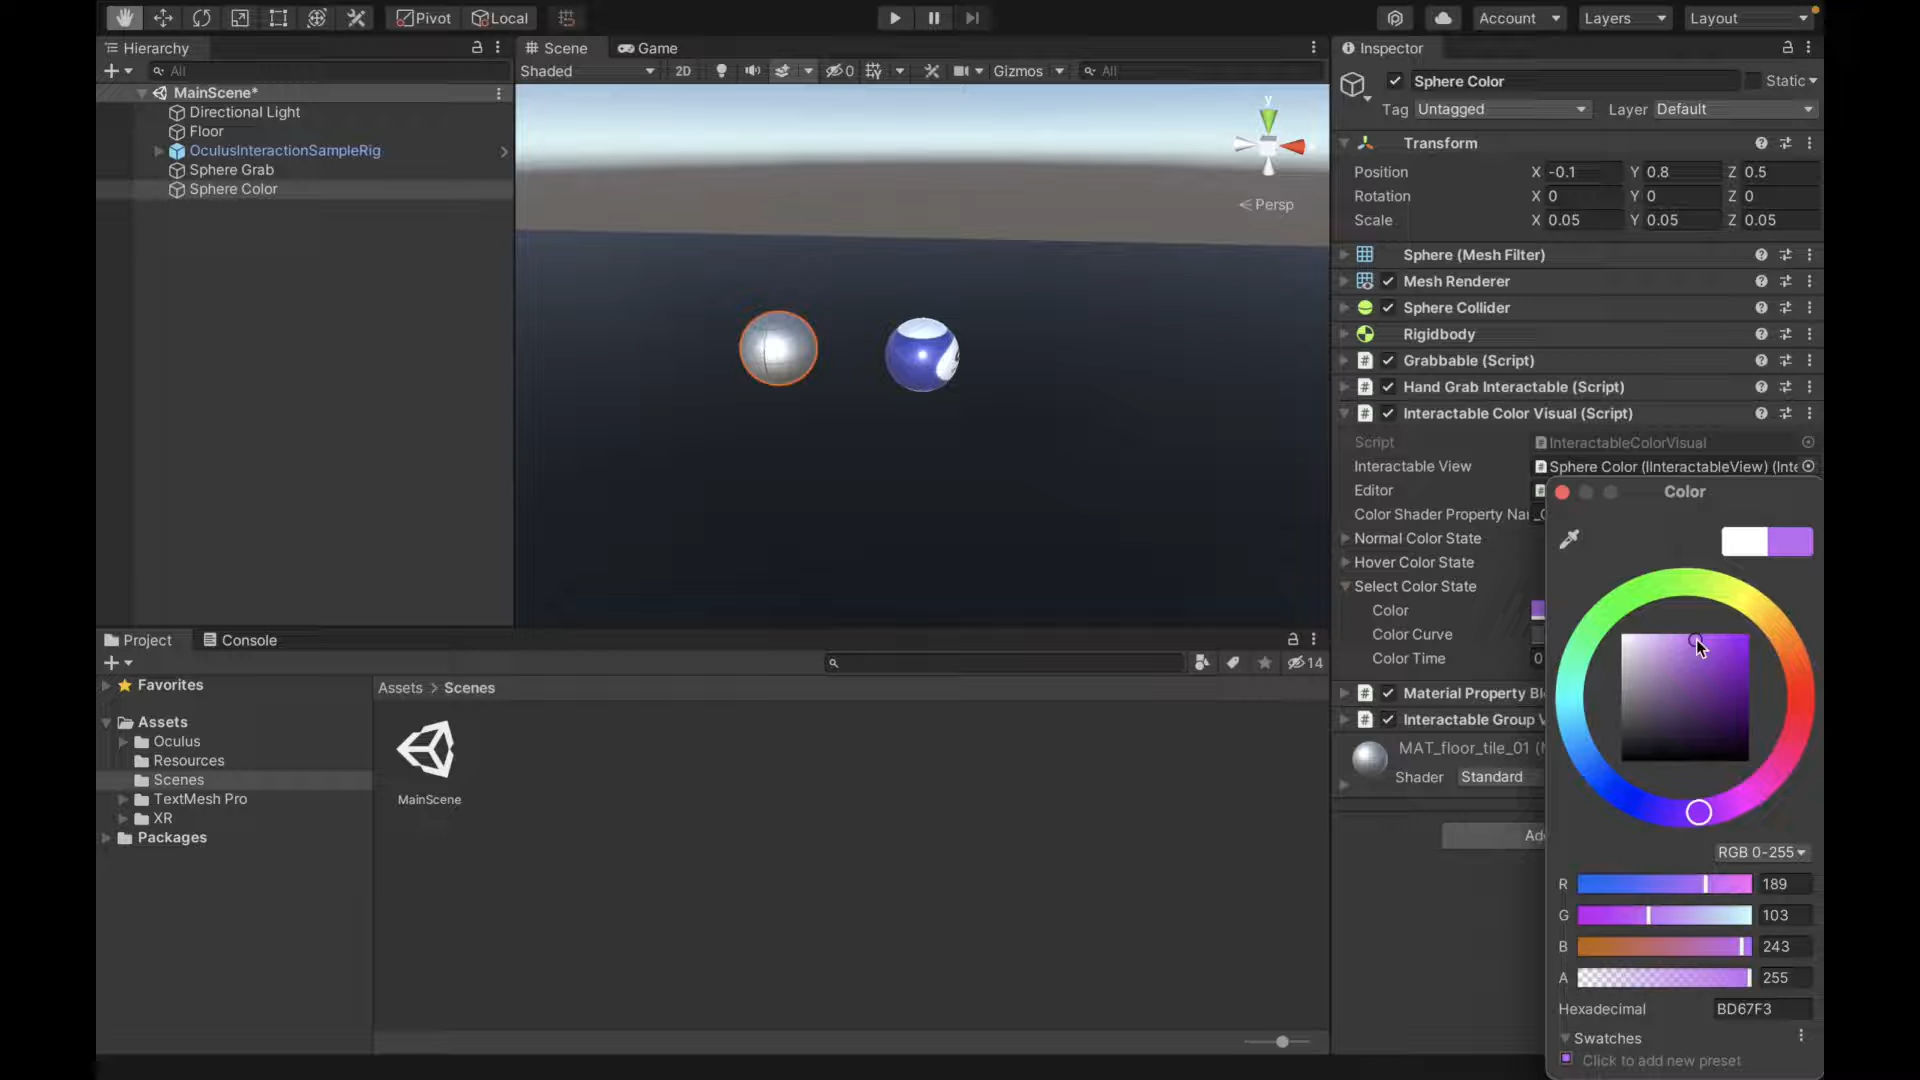 Pivot
Local
Account
Layers
Layout
Hierarchy
All
MainScene*
Directional Light
Floor
OculusInteractionSampleRig
Sphere Grab
Sphere Color
Scene
Game
Shaded
2D
0
Gizmos
All
y
Persp
Inspector
Sphere Color
Static
Tag Untagged
Layer Default
Transform
Position X -0.1 Y 0.8 Z 0.5
Rotation X 0 Y 0 Z 0
Scale X 0.05 Y 0.05 Z 0.05
Sphere (Mesh Filter)
Mesh Renderer
Sphere Collider
Rigidbody
Grabbable (Script)
Hand Grab Interactable (Script)
Interactable Color Visual (Script)
Script InteractableColorVisual
Interactable View Sphere Color (IInteractableView) (Inte
Editor
Color Shader Property Nar
Normal Color State
Hover Color State
Select Color State
Color
Color Curve
Color Time 0
Material Property Bl
Interactable Group V
MAT_floor_tile_01 (
Shader Standard
Color
RGB 0-255
R 189
G 103
B 243
A 255
Hexadecimal BD67F3
Swatches
Click to add new preset
Project
Console
14
Favorites
Assets
Oculus
Resources
Scenes
TextMesh Pro
XR
Packages
Assets > Scenes
MainScene